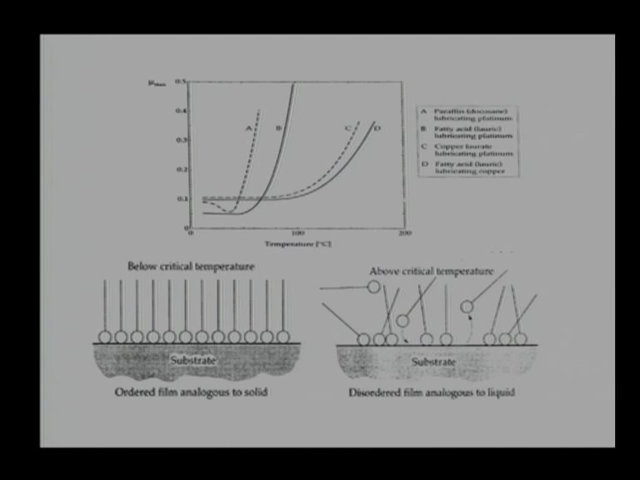 μmax
0.5
0.4
0.3
0.2
0.1
0
0
100
200
Temperature [°C]
A
B
C
D
A Paraffin (docosane)
lubricating platinum
B Fatty acid (lauric)
lubricating platinum
C Copper laurate
lubricating platinum
D Fatty acid (lauric)
lubricating copper
Below critical temperature
Above critical temperature
Substrate
Substrate
Ordered film analogous to solid
Disordered film analogous to liquid